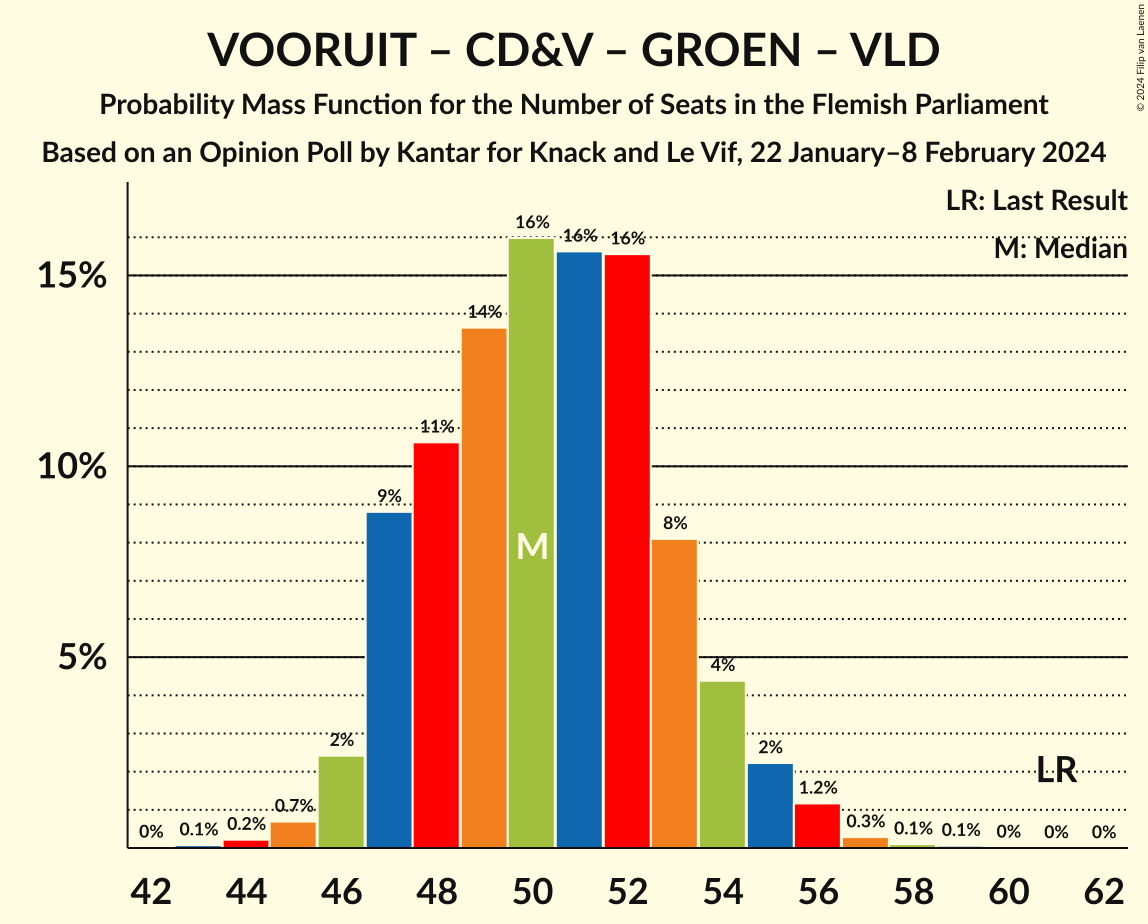 VOORUIT – CD&V – GROEN – VLD
Probability Mass Function for the Number of Seats in the Flemish Parliament
Based on an Opinion Poll by Kantar for Knack and Le Vif, 22 January–8 February 2024
© 2024 Filip van Laenen
LR: Last Result
M: Median
15%
10%
5%
0% 0.1% 0.2% 0.7% 2% 9% 11% 14% 16% 16% 16% 8% 4% 2% 1.2% 0.3% 0.1% 0.1% 0% 0% 0%
M
LR
42 44 46 48 50 52 54 56 58 60 62